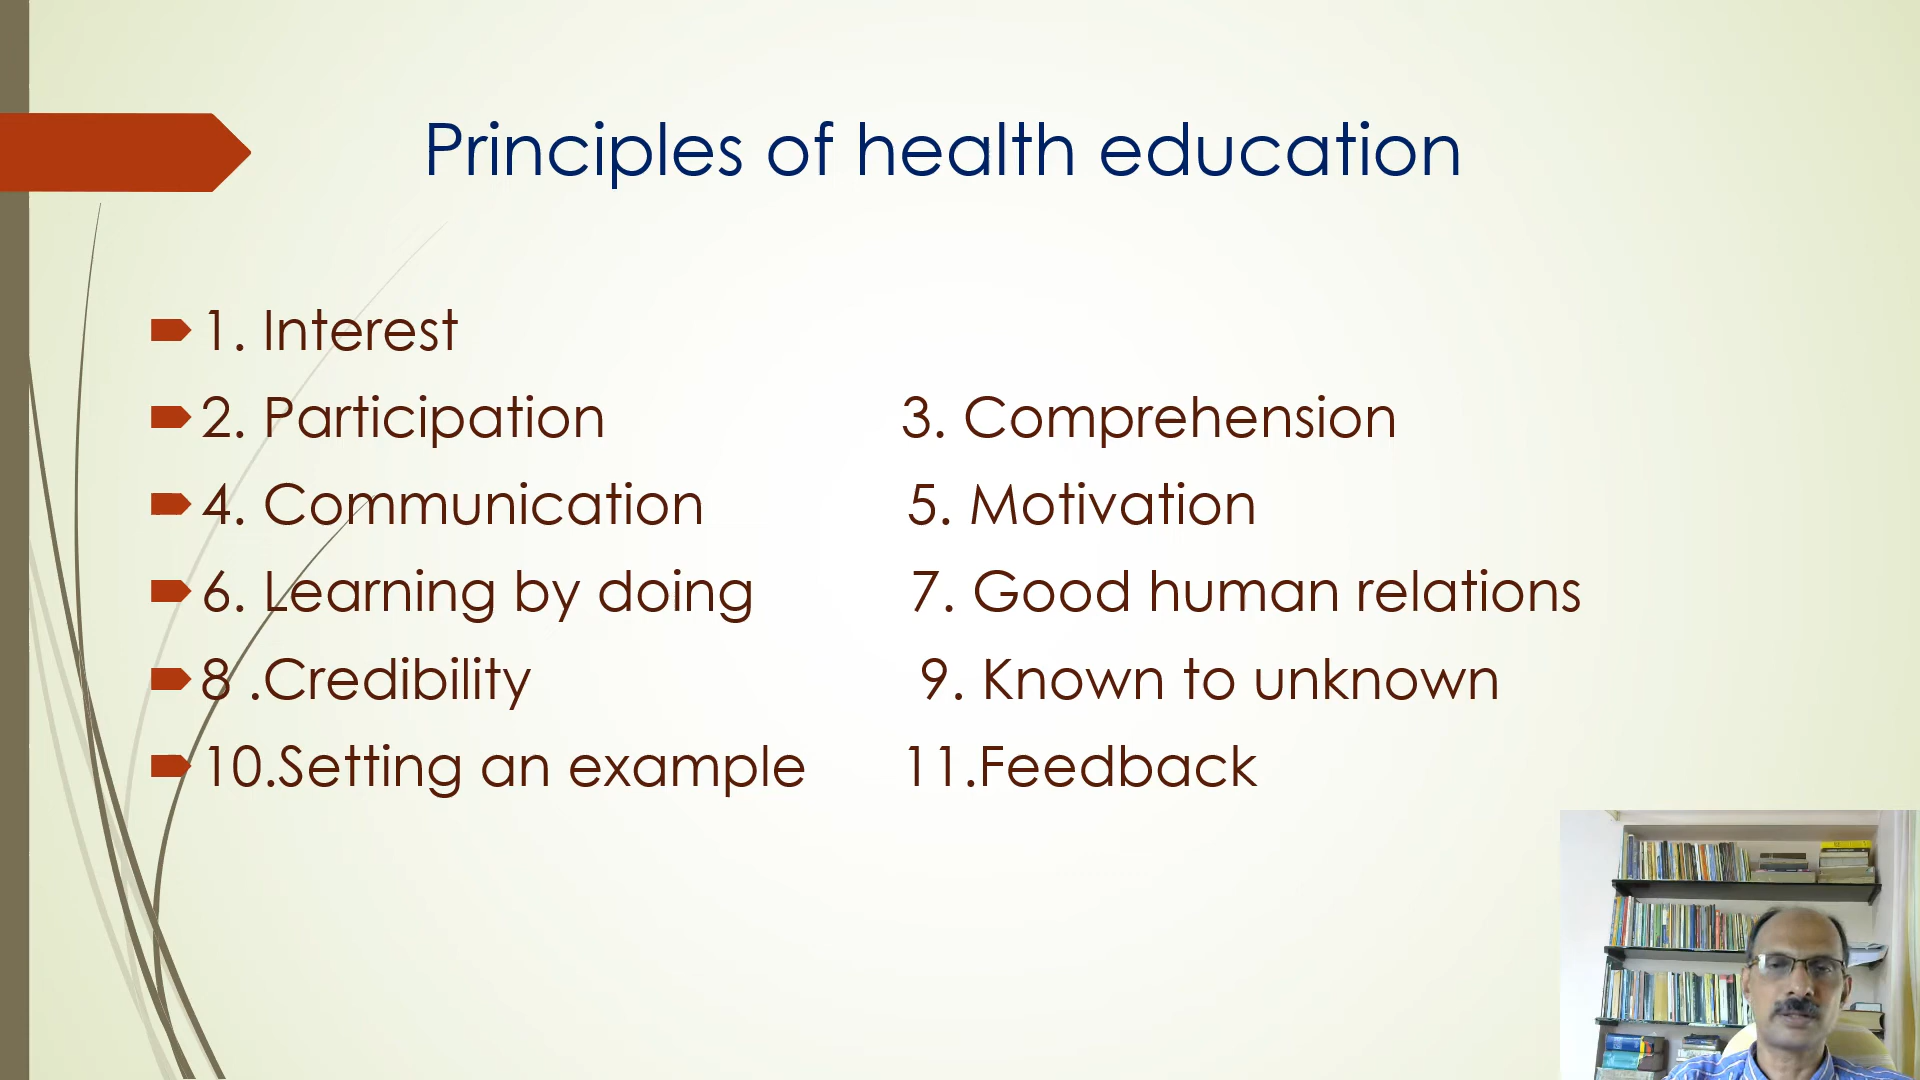 Principles of health education
1. Interest
2. Participation 3. Comprehension
4. Communication 5. Motivation
6. Learning by doing 7. Good human relations
8 .Credibility 9. Known to unknown
10.Setting an example 11.Feedback